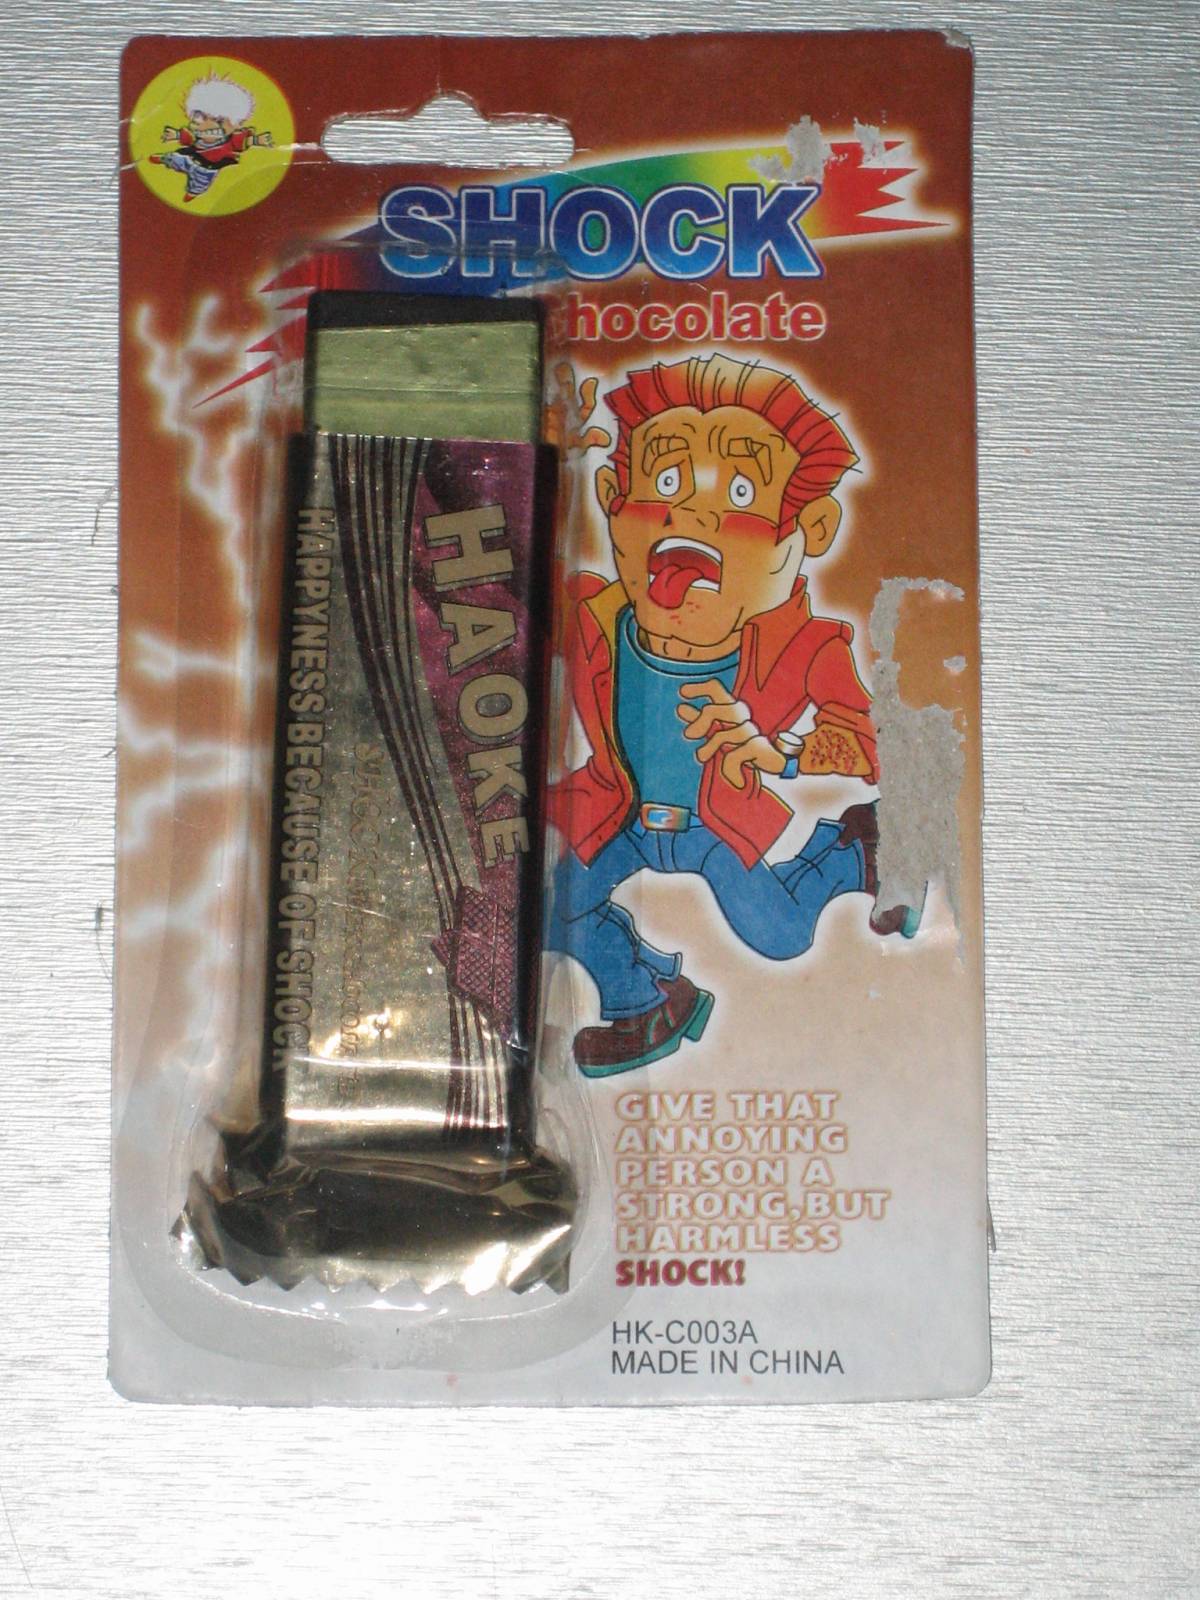 SHOCK
hocolate
HAOKE
HAPPYNESS BECAUSE OF SHOCK
GIVE THAT
ANNOYING
PERSON A
STRONG,BUT
HARMLESS
SHOCK!
HK-C003A
MADE IN CHINA